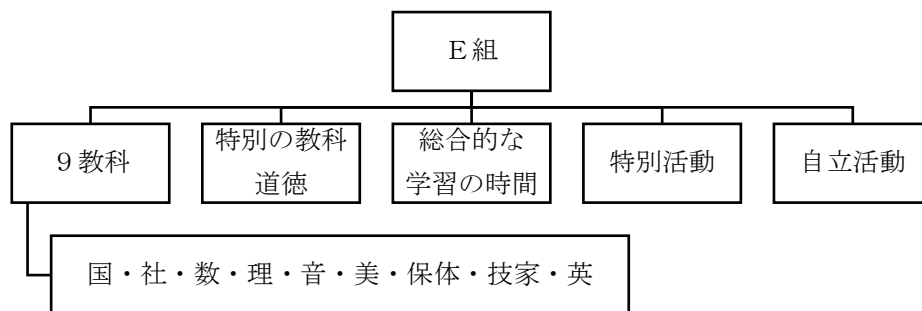 Ｅ組
９教科
特別の教科
道徳
総合的な
学習の時間
特別活動
自立活動
国・社・数・理・音・美・保体・技家・英